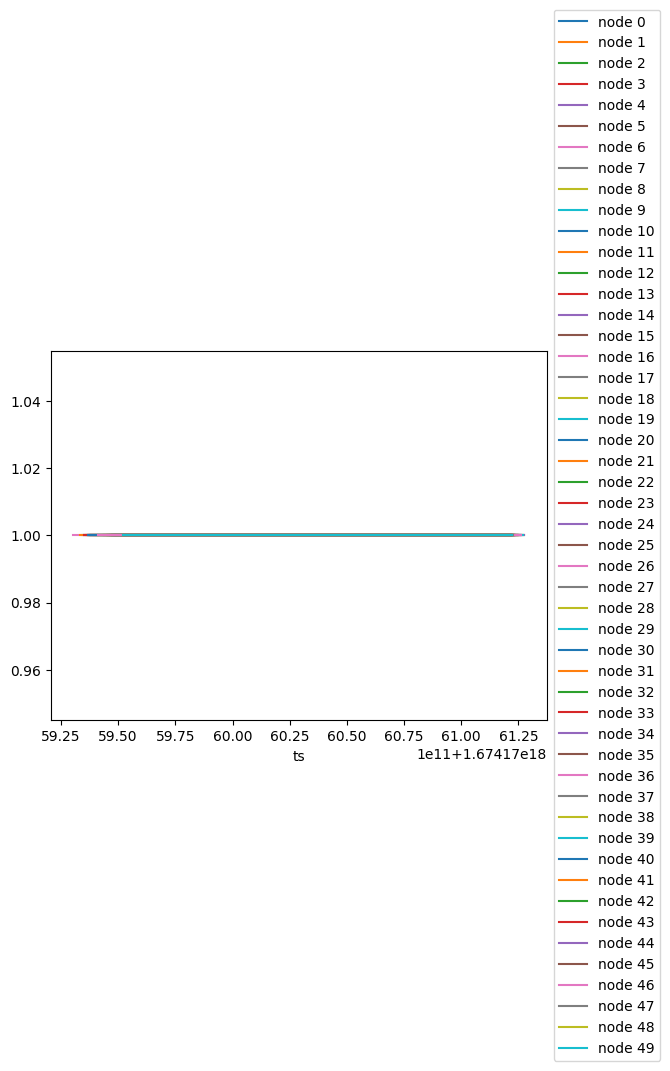 node 0
node 1
node 2
node 3
node 4
node 5
node 6
node 7
node 8
node 9
node 10
node 11
node 12
node 13
node 14
node 15
node 16
node 17
node 18
node 19
node 20
node 21
node 22
node 23
node 24
node 25
node 26
node 27
node 28
node 29
node 30
node 31
node 32
node 33
node 34
node 35
node 36
node 37
node 38
node 39
node 40
node 41
node 42
node 43
node 44
node 45
node 46
node 47
node 48
node 49
1.04
1.02
1.00
0.98
0.96
59.25 59.50 59.75 60.00 60.25 60.50 60.75 61.00 61.25
ts
1e11+1.67417e18